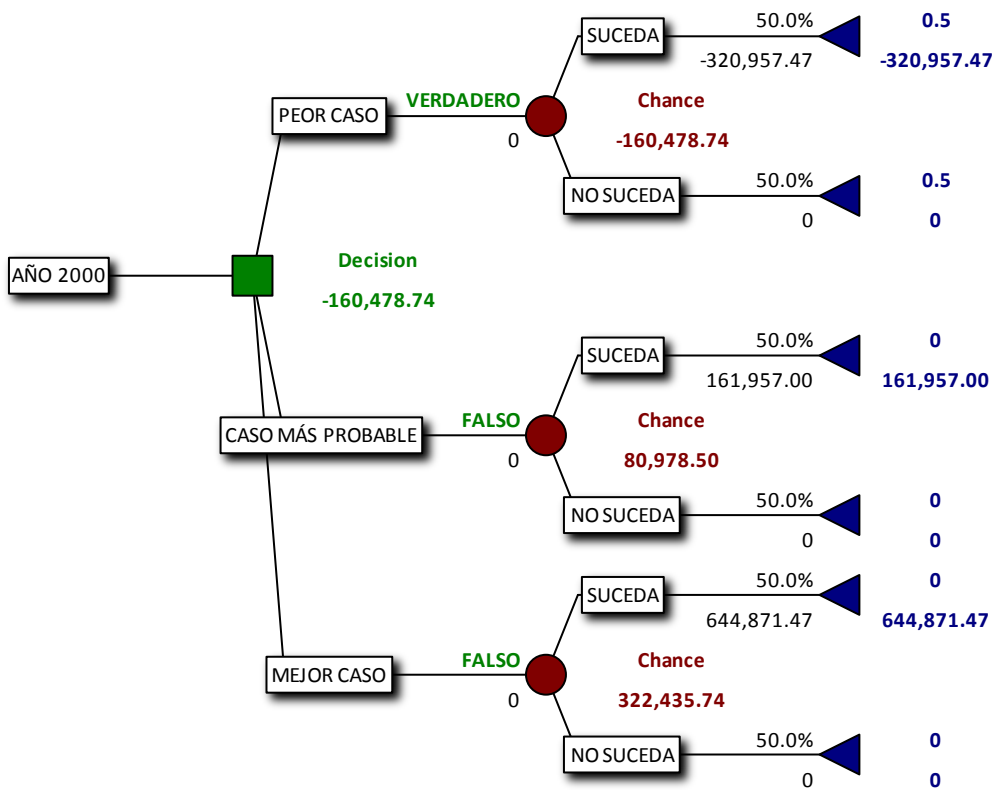 50.0% 0.5
SUCEDA
-320,957.47 -320,957.47
VERDADERO Chance
PEOR CASO
0 -160,478.74
50.0% 0.5
NO SUCEDA
0 0
Decision
AÑO 2000
-160,478.74
50.0% 0
SUCEDA
161,957.00 161,957.00
FALSO Chance
CASO MÁS PROBABLE
0 80,978.50
50.0% 0
NO SUCEDA
0 0
50.0% 0
SUCEDA
644,871.47 644,871.47
FALSO Chance
MEJOR CASO
0 322,435.74
50.0% 0
NO SUCEDA
0 0